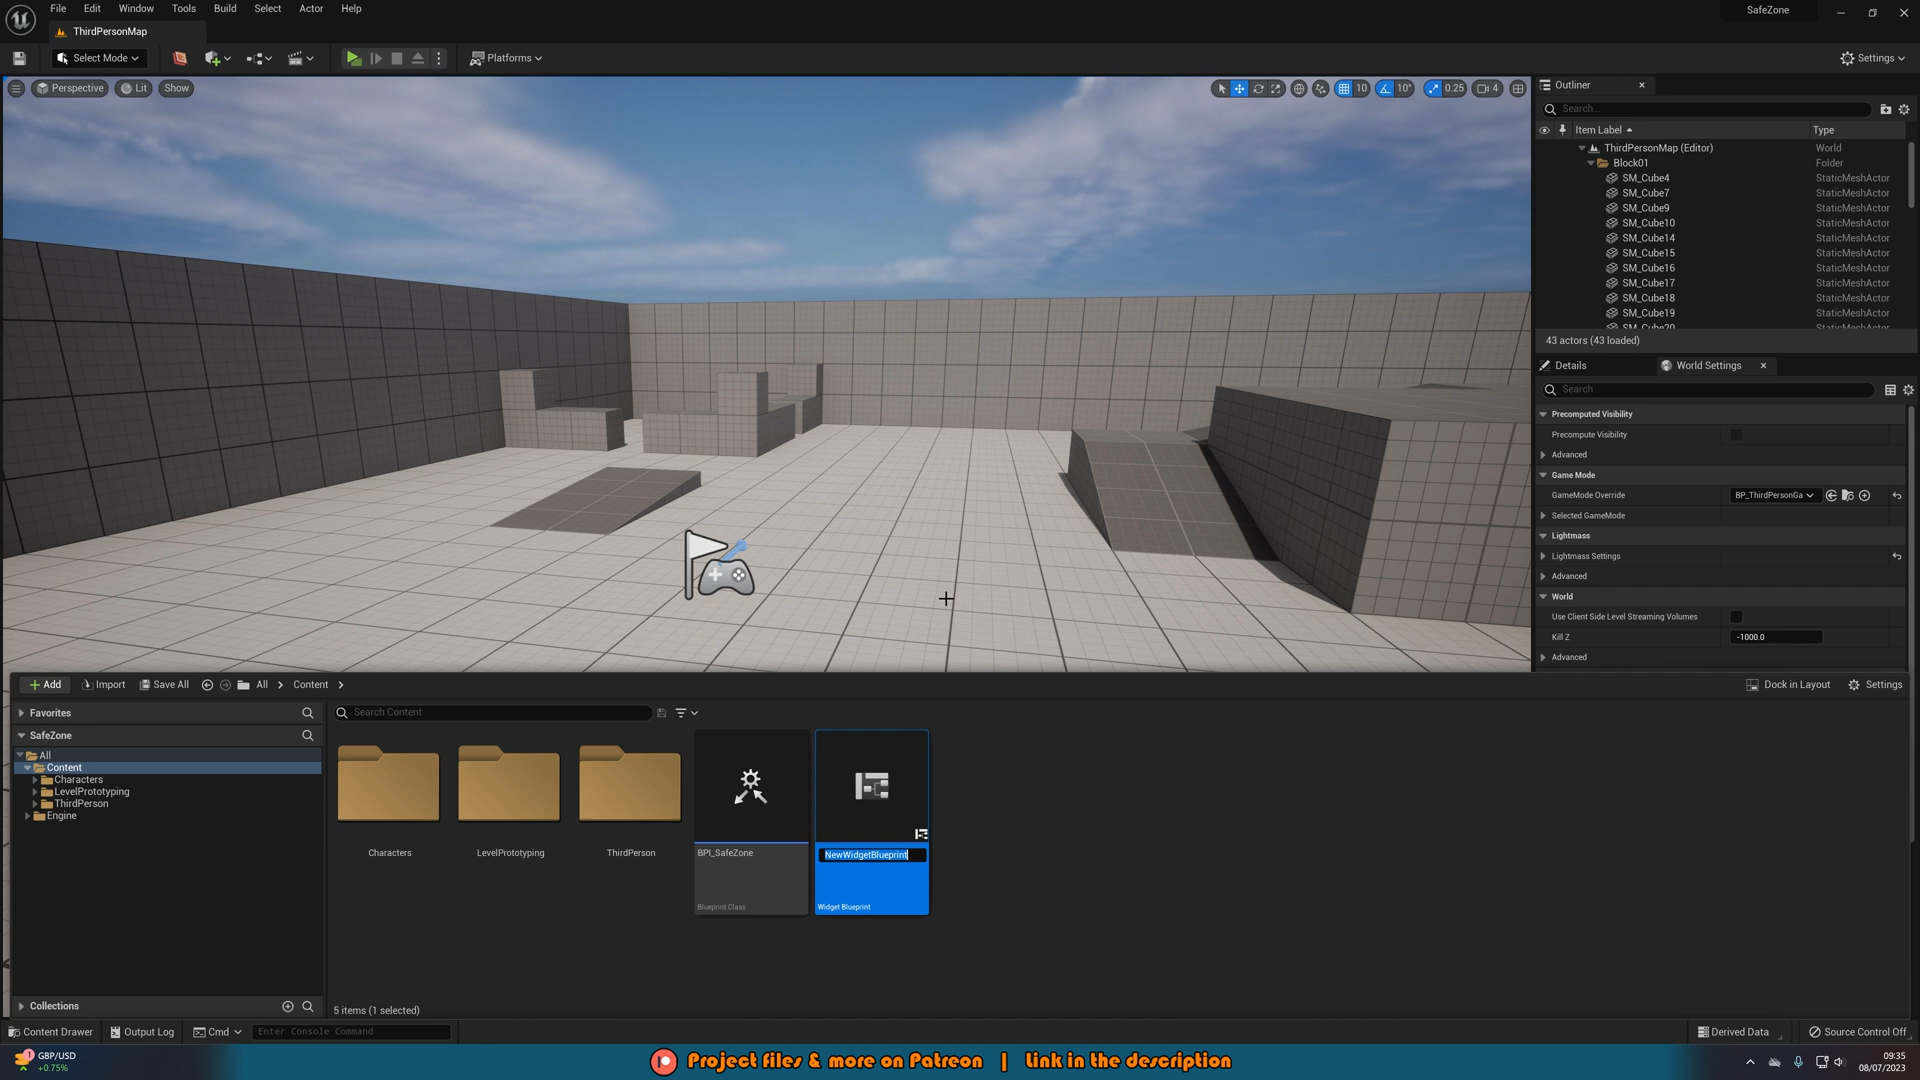 File Edit Window Tools Build Select Actor Help
SafeZone
ThirdPersonMap
Select Mode
Platforms
Settings
Perspective
Lit
Show
10
10°
0.25
4
Outliner
Search...
Item Label
Type
ThirdPersonMap (Editor) World
Block01 Folder
SM_Cube4 StaticMeshActor
SM_Cube7 StaticMeshActor
SM_Cube9 StaticMeshActor
SM_Cube10 StaticMeshActor
SM_Cube14 StaticMeshActor
SM_Cube15 StaticMeshActor
SM_Cube16 StaticMeshActor
SM_Cube17 StaticMeshActor
SM_Cube18 StaticMeshActor
SM_Cube19 StaticMeshActor
SM_Cube20 StaticMeshActor
43 actors (43 loaded)
Details
World Settings
Search
Precomputed Visibility
Precompute Visibility
Advanced
Game Mode
GameMode Override BP_ThirdPersonGa
Selected GameMode
Lightmass
Lightmass Settings
Advanced
World
Use Client Side Level Streaming Volumes
Kill Z -1000.0
Advanced
Add
Import
Save All
All
Content
Dock in Layout
Settings
Favorites
Search Content
SafeZone
All
Content
Characters
LevelPrototyping
ThirdPerson
Engine
Characters
LevelPrototyping
ThirdPerson
BPI_SafeZone
Blueprint Class
NewWidgetBlueprint
Widget Blueprint
Collections
5 items (1 selected)
Content Drawer
Output Log
Cmd
Enter Console Command
Derived Data
Source Control Off
1
GBP/USD
+0.75%
Project files & more on Patreon | Link in the description
09:35
08/07/2023